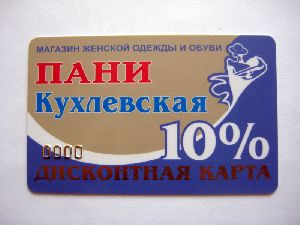 МАГАЗИН ЖЕНСКОЙ ОДЕЖДЫ И ОБУВИ
ПАНИ
Кухлевская
10%
0000
ДИСКОНТНАЯ КАРТА